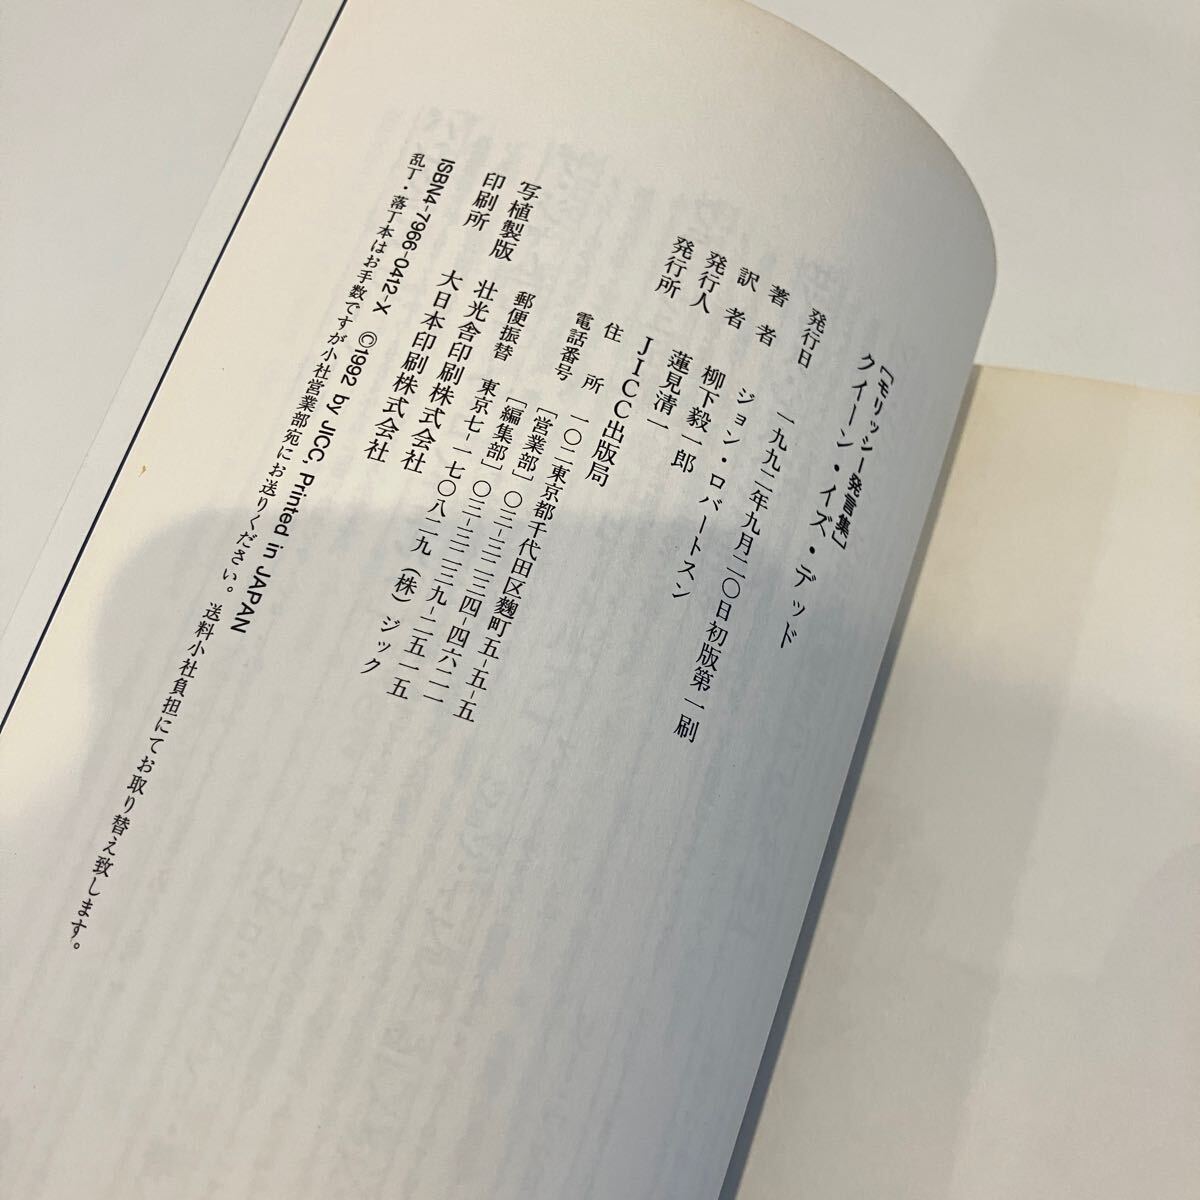 [モリッシー発言集]
クイーン・イズ・デッド
発行日 一九九二年九月二〇日初版第一刷
著者 ジョン・ロバートスン
訳者 柳下毅一郎
発行人 蓮見清一
発行所 JICC出版局
住所 一〇二東京都千代田区麴町五-五-五
電話番号 [営業部]〇三-三二三四-四六二一
[編集部]〇三-三二三九-二五一五
郵便振替 東京七-一七〇八二九(株)ジック
写植製版 壮光舎印刷株式会社
印刷所 大日本印刷株式会社
ISBN4-7966-0412-X ©1992 by JICC, Printed in JAPAN
乱丁・落丁本はお手数ですが小社営業部宛にお送りください。送料小社負担にてお取り替え致します。